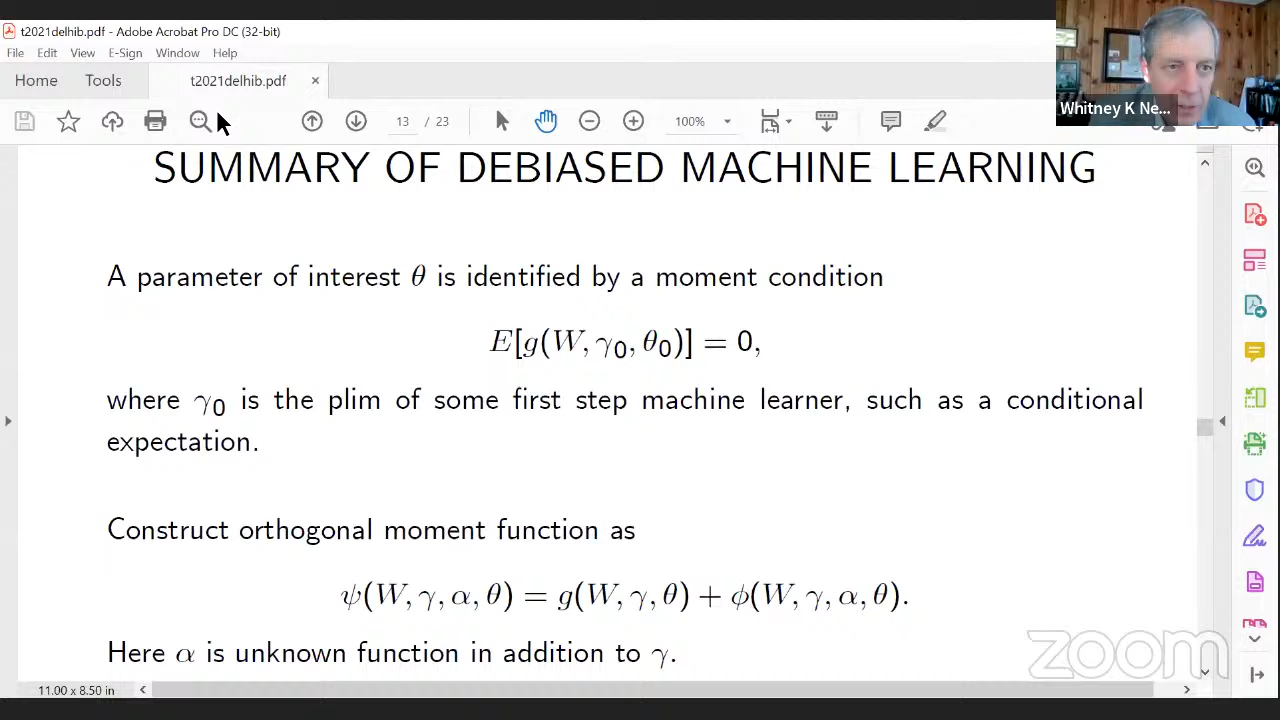 t2021delhib.pdf - Adobe Acrobat Pro DC (32-bit)
File Edit View E-Sign Window Help
Home Tools t2021delhib.pdf ×
13 / 23 100%
Whitney K Ne...
SUMMARY OF DEBIASED MACHINE LEARNING
A parameter of interest θ is identified by a moment condition
E[g(W, γ₀, θ₀)] = 0,
where γ₀ is the plim of some first step machine learner, such as a conditional
expectation.
Construct orthogonal moment function as
ψ(W, γ, α, θ) = g(W, γ, θ) + ϕ(W, γ, α, θ).
Here α is unknown function in addition to γ.
zoom
11.00 x 8.50 in